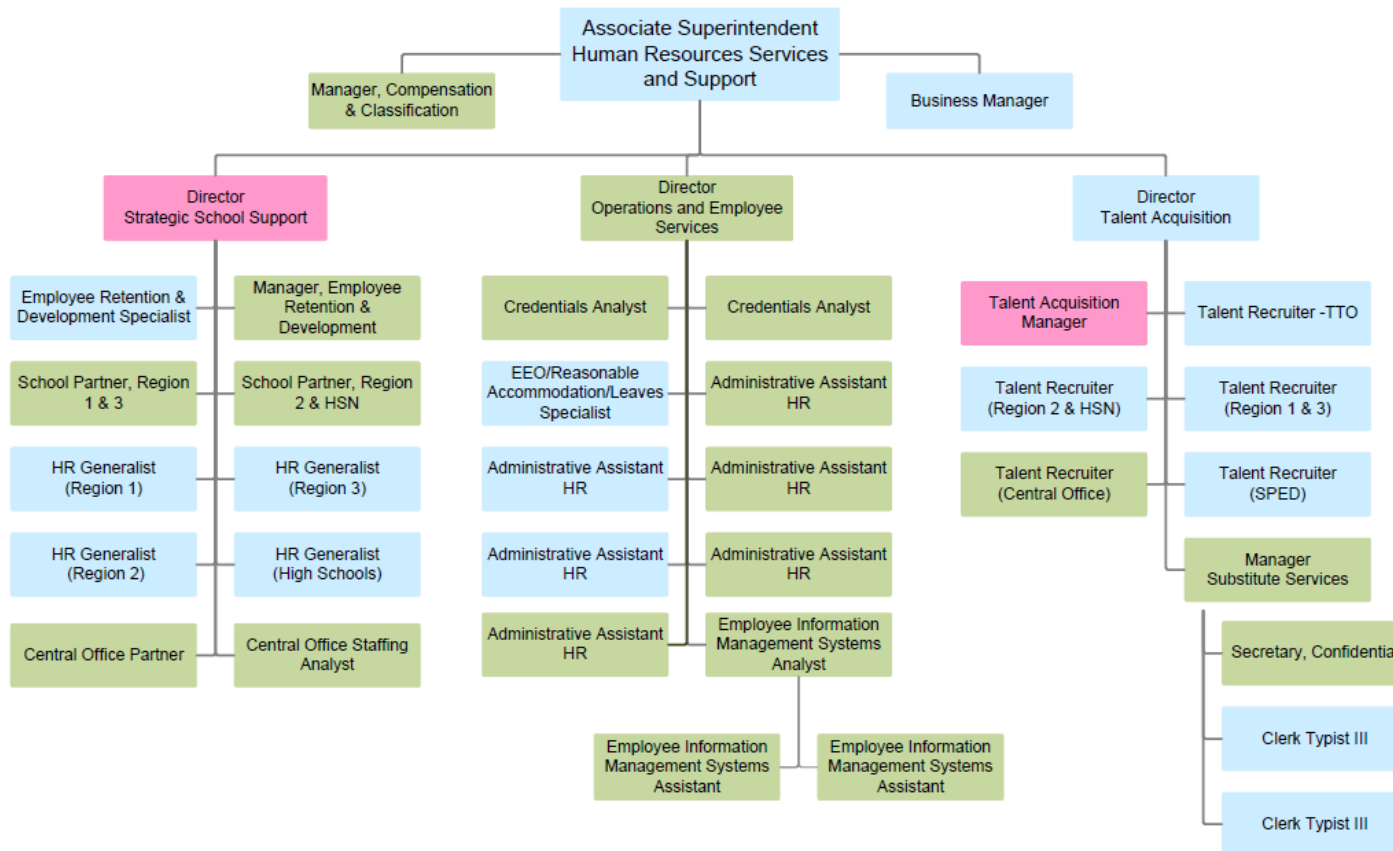 Associate Superintendent
Human Resources Services
and Support
Manager, Compensation
& Classification
Business Manager
Director
Strategic School Support
Director
Operations and Employee
Services
Director
Talent Acquisition
Employee Retention &
Development Specialist
Manager, Employee
Retention &
Development
School Partner, Region
1 & 3
School Partner, Region
2 & HSN
HR Generalist
(Region 1)
HR Generalist
(Region 3)
HR Generalist
(Region 2)
HR Generalist
(High Schools)
Central Office Partner
Central Office Staffing
Analyst
Credentials Analyst
Credentials Analyst
EEO/Reasonable
Accommodation/Leaves
Specialist
Administrative Assistant
HR
Administrative Assistant
HR
Administrative Assistant
HR
Administrative Assistant
HR
Administrative Assistant
HR
Administrative Assistant
HR
Employee Information
Management Systems
Analyst
Employee Information
Management Systems
Assistant
Employee Information
Management Systems
Assistant
Talent Acquisition
Manager
Talent Recruiter -TTO
Talent Recruiter
(Region 2 & HSN)
Talent Recruiter
(Region 1 & 3)
Talent Recruiter
(Central Office)
Talent Recruiter
(SPED)
Manager
Substitute Services
Secretary, Confidentia
Clerk Typist III
Clerk Typist III